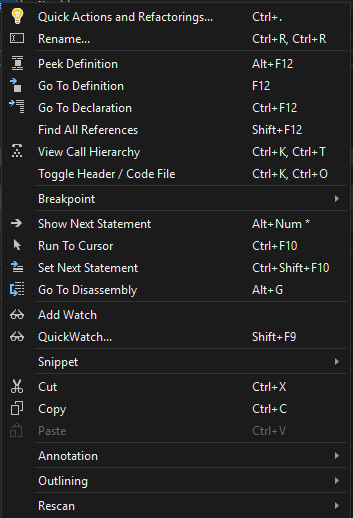 Quick Actions and Refactorings... Ctrl+.
Rename... Ctrl+R, Ctrl+R
Peek Definition Alt+F12
Go To Definition F12
Go To Declaration Ctrl+F12
Find All References Shift+F12
View Call Hierarchy Ctrl+K, Ctrl+T
Toggle Header / Code File Ctrl+K, Ctrl+O
Breakpoint
Show Next Statement Alt+Num *
Run To Cursor Ctrl+F10
Set Next Statement Ctrl+Shift+F10
Go To Disassembly Alt+G
Add Watch
QuickWatch... Shift+F9
Snippet
Cut Ctrl+X
Copy Ctrl+C
Paste Ctrl+V
Annotation
Outlining
Rescan